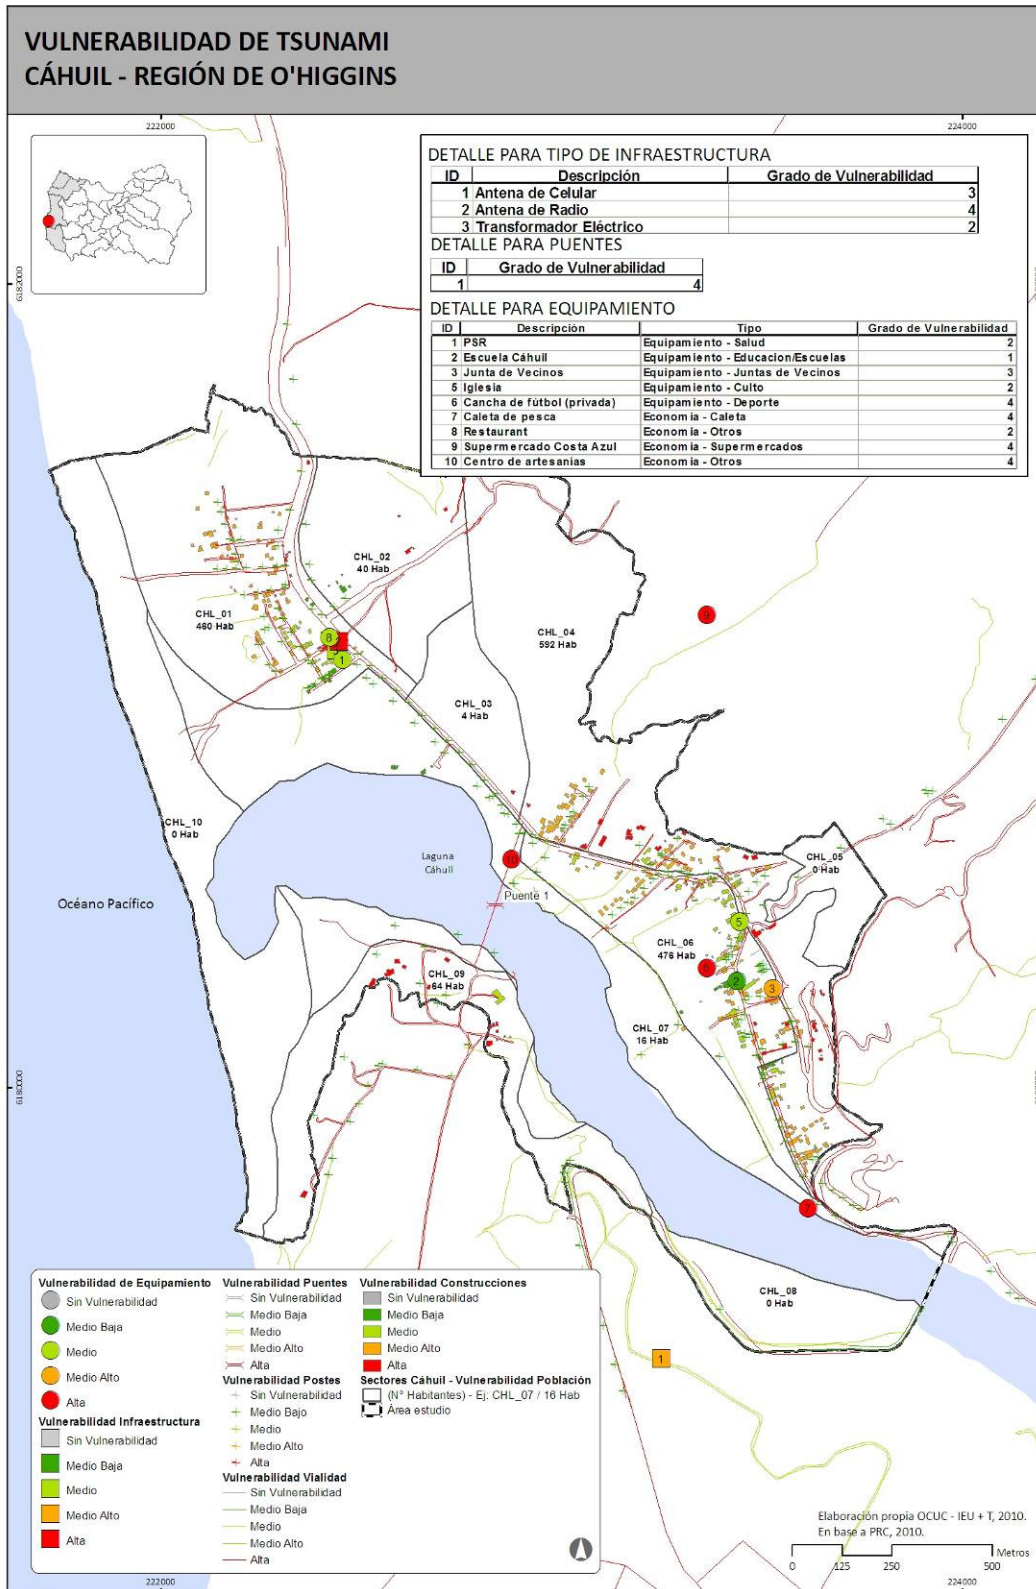 VULNERABILIDAD DE TSUNAMI
CÁHUIL - REGIÓN DE O'HIGGINS
222000
224000
DETALLE PARA TIPO DE INFRAESTRUCTURA
ID Descripción Grado de Vulnerabilidad
1 Antena de Celular 3
2 Antena de Radio 4
3 Transformador Eléctrico 2
DETALLE PARA PUENTES
ID Grado de Vulnerabilidad
1 4
DETALLE PARA EQUIPAMIENTO
ID Descripción Tipo Grado de Vulnerabilidad
1 PSR Equipamiento - Salud 2
2 Escuela Cáhuil Equipamiento - Educacion/Escuelas 1
3 Junta de Vecinos Equipamiento - Juntas de Vecinos 3
5 Iglesia Equipamiento - Culto 2
6 Cancha de fútbol (privada) Equipamiento - Deporte 4
7 Caleta de pesca Economia - Caleta 4
8 Restaurant Economia - Otros 2
9 Supermercado Costa Azul Economia - Supermercados 4
10 Centro de artesanias Economia - Otros 4
6182000
CHL_02
40 Hab
CHL_01
460 Hab
9
CHL_04
592 Hab
8
1
CHL_03
4 Hab
CHL_10
0 Hab
Laguna
Cáhuil
10
CHL_05
0 Hab
Puente 1
Océano Pacífico
5
CHL_06
476 Hab
6
2
3
CHL_09
64 Hab
CHL_07
16 Hab
6180000
7
CHL_08
0 Hab
1
Vulnerabilidad de Equipamiento
Sin Vulnerabilidad
Medio Baja
Medio
Medio Alto
Alta
Vulnerabilidad Infraestructura
Sin Vulnerabilidad
Medio Baja
Medio
Medio Alto
Alta
Vulnerabilidad Puentes
Sin Vulnerabilidad
Medio Baja
Medio
Medio Alto
Alta
Vulnerabilidad Postes
Sin Vulnerabilidad
Medio Bajo
Medio
Medio Alto
Alta
Vulnerabilidad Vialidad
Sin Vulnerabilidad
Medio Baja
Medio
Medio Alto
Alta
Vulnerabilidad Construcciones
Sin Vulnerabilidad
Medio Baja
Medio
Medio Alto
Alta
Sectores Cáhuil - Vulnerabilidad Población
(N° Habitantes) - Ej: CHL_07 / 16 Hab
Área estudio
Elaboración propia OCUC - IEU + T, 2010.
En base a PRC, 2010.
Metros
0 125 250 500
222000
224000